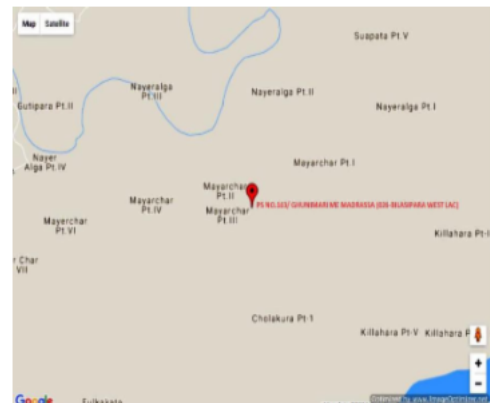 Map Satellite
Suapata Pt.V
Nayeralga
Pt.III
Nayeralga Pt.II
Gutipara Pt.II
Nayeralga Pt.I
Nayer
Alga Pt.IV
Mayarchar Pt.I
Mayarchar
Pt.II
Mayarchar
Pt.IV
Mayarchar
Pt.III
Mayerchar
Pt.VI
Killahara Pt-I
r Char
VII
Cholakura Pt-1
Killahara Pt-V
Killahara P
Google